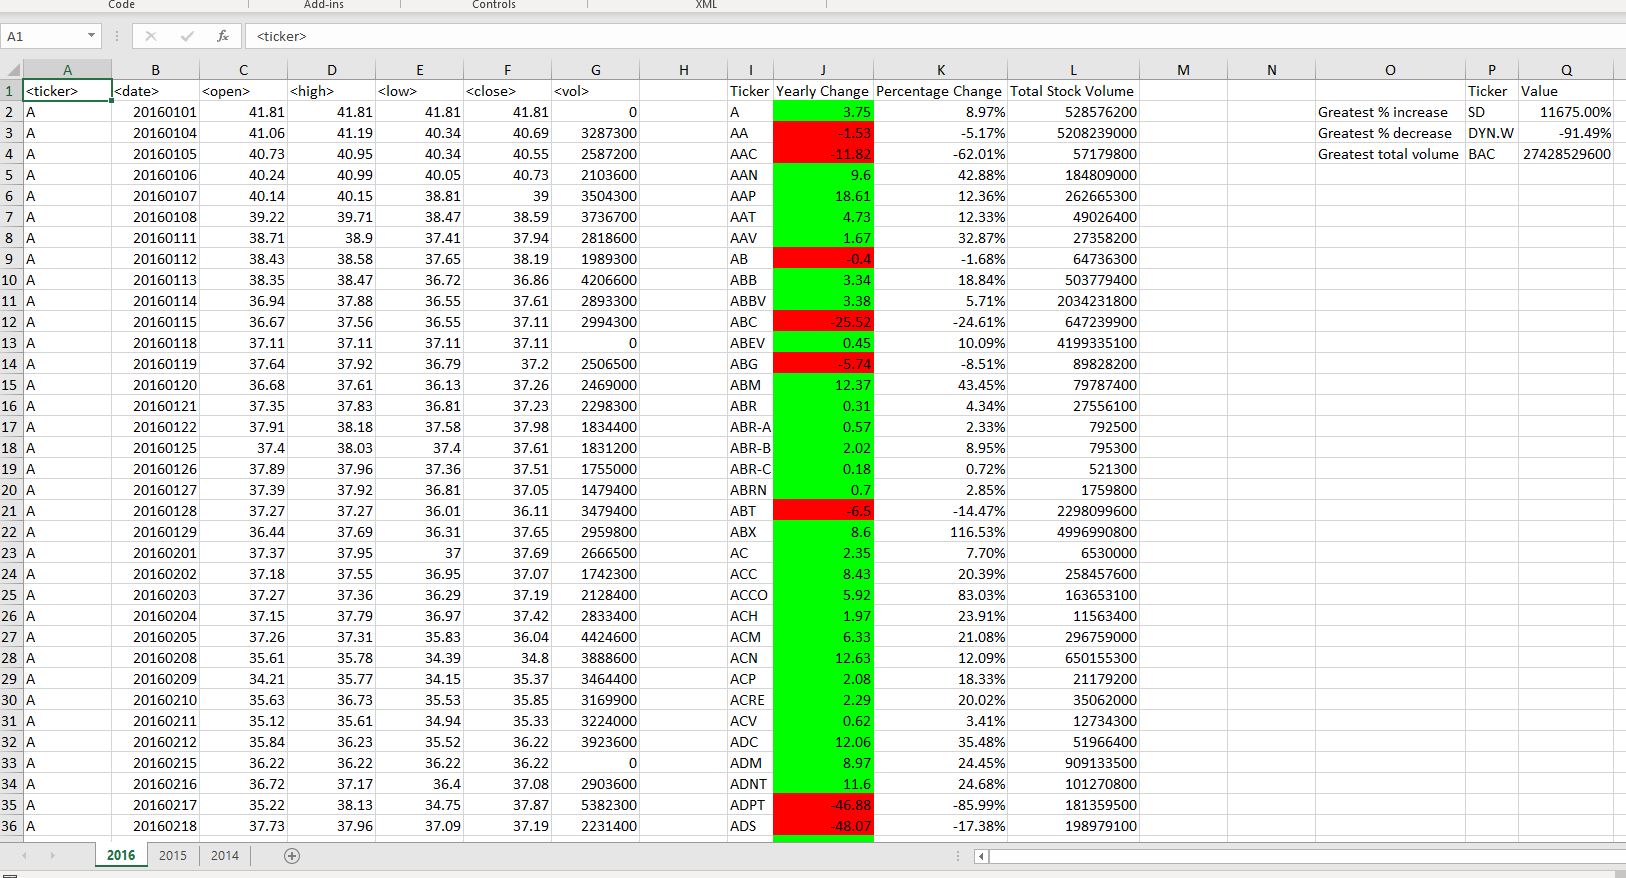 Code Add-ins Controls XML
A1 fx <ticker>
A B C D E F G H I J K L M N O P Q
1 <ticker> <date> <open> <high> <low> <close> <vol> Ticker Yearly Change Percentage Change Total Stock Volume Ticker Value
2 A 20160101 41.81 41.81 41.81 41.81 0 A 3.75 8.97% 528576200 Greatest % increase SD 11675.00%
3 A 20160104 41.06 41.19 40.34 40.69 3287300 AA -1.53 -5.17% 5208239000 Greatest % decrease DYN.W -91.49%
4 A 20160105 40.73 40.95 40.34 40.55 2587200 AAC -11.82 -62.01% 57179800 Greatest total volume BAC 27428529600
5 A 20160106 40.24 40.99 40.05 40.73 2103600 AAN 9.6 42.88% 184809000
6 A 20160107 40.14 40.15 38.81 39 3504300 AAP 18.61 12.36% 262665300
7 A 20160108 39.22 39.71 38.47 38.59 3736700 AAT 4.73 12.33% 49026400
8 A 20160111 38.71 38.9 37.41 37.94 2818600 AAV 1.67 32.87% 27358200
9 A 20160112 38.43 38.58 37.65 38.19 1989300 AB -0.4 -1.68% 64736300
10 A 20160113 38.35 38.47 36.72 36.86 4206600 ABB 3.34 18.84% 503779400
11 A 20160114 36.94 37.88 36.55 37.61 2893300 ABBV 3.38 5.71% 2034231800
12 A 20160115 36.67 37.56 36.55 37.11 2994300 ABC -25.52 -24.61% 647239900
13 A 20160118 37.11 37.11 37.11 37.11 0 ABEV 0.45 10.09% 4199335100
14 A 20160119 37.64 37.92 36.79 37.2 2506500 ABG -5.74 -8.51% 89828200
15 A 20160120 36.68 37.61 36.13 37.26 2469000 ABM 12.37 43.45% 79787400
16 A 20160121 37.35 37.83 36.81 37.23 2298300 ABR 0.31 4.34% 27556100
17 A 20160122 37.91 38.18 37.58 37.98 1834400 ABR-A 0.57 2.33% 792500
18 A 20160125 37.4 38.03 37.4 37.61 1831200 ABR-B 2.02 8.95% 795300
19 A 20160126 37.89 37.96 37.36 37.51 1755000 ABR-C 0.18 0.72% 521300
20 A 20160127 37.39 37.92 36.81 37.05 1479400 ABRN 0.7 2.85% 1759800
21 A 20160128 37.27 37.27 36.01 36.11 3479400 ABT -6.5 -14.47% 2298099600
22 A 20160129 36.44 37.69 36.31 37.65 2959800 ABX 8.6 116.53% 4996990800
23 A 20160201 37.37 37.95 37 37.69 2666500 AC 2.35 7.70% 6530000
24 A 20160202 37.18 37.55 36.95 37.07 1742300 ACC 8.43 20.39% 258457600
25 A 20160203 37.27 37.36 36.29 37.19 2128400 ACCO 5.92 83.03% 163653100
26 A 20160204 37.15 37.79 36.97 37.42 2833400 ACH 1.97 23.91% 11563400
27 A 20160205 37.26 37.31 35.83 36.04 4424600 ACM 6.33 21.08% 296759000
28 A 20160208 35.61 35.78 34.39 34.8 3888600 ACN 12.63 12.09% 650155300
29 A 20160209 34.21 35.77 34.15 35.37 3464400 ACP 2.08 18.33% 21179200
30 A 20160210 35.63 36.73 35.53 35.85 3169900 ACRE 2.29 20.02% 35062000
31 A 20160211 35.12 35.61 34.94 35.33 3224000 ACV 0.62 3.41% 12734300
32 A 20160212 35.84 36.23 35.52 36.22 3923600 ADC 12.06 35.48% 51966400
33 A 20160215 36.22 36.22 36.22 36.22 0 ADM 8.97 24.45% 909133500
34 A 20160216 36.72 37.17 36.4 37.08 2903600 ADNT 11.6 24.68% 101270800
35 A 20160217 35.22 38.13 34.75 37.87 5382300 ADPT -46.88 -85.99% 181359500
36 A 20160218 37.73 37.96 37.09 37.19 2231400 ADS -48.07 -17.38% 198979100
2016 2015 2014